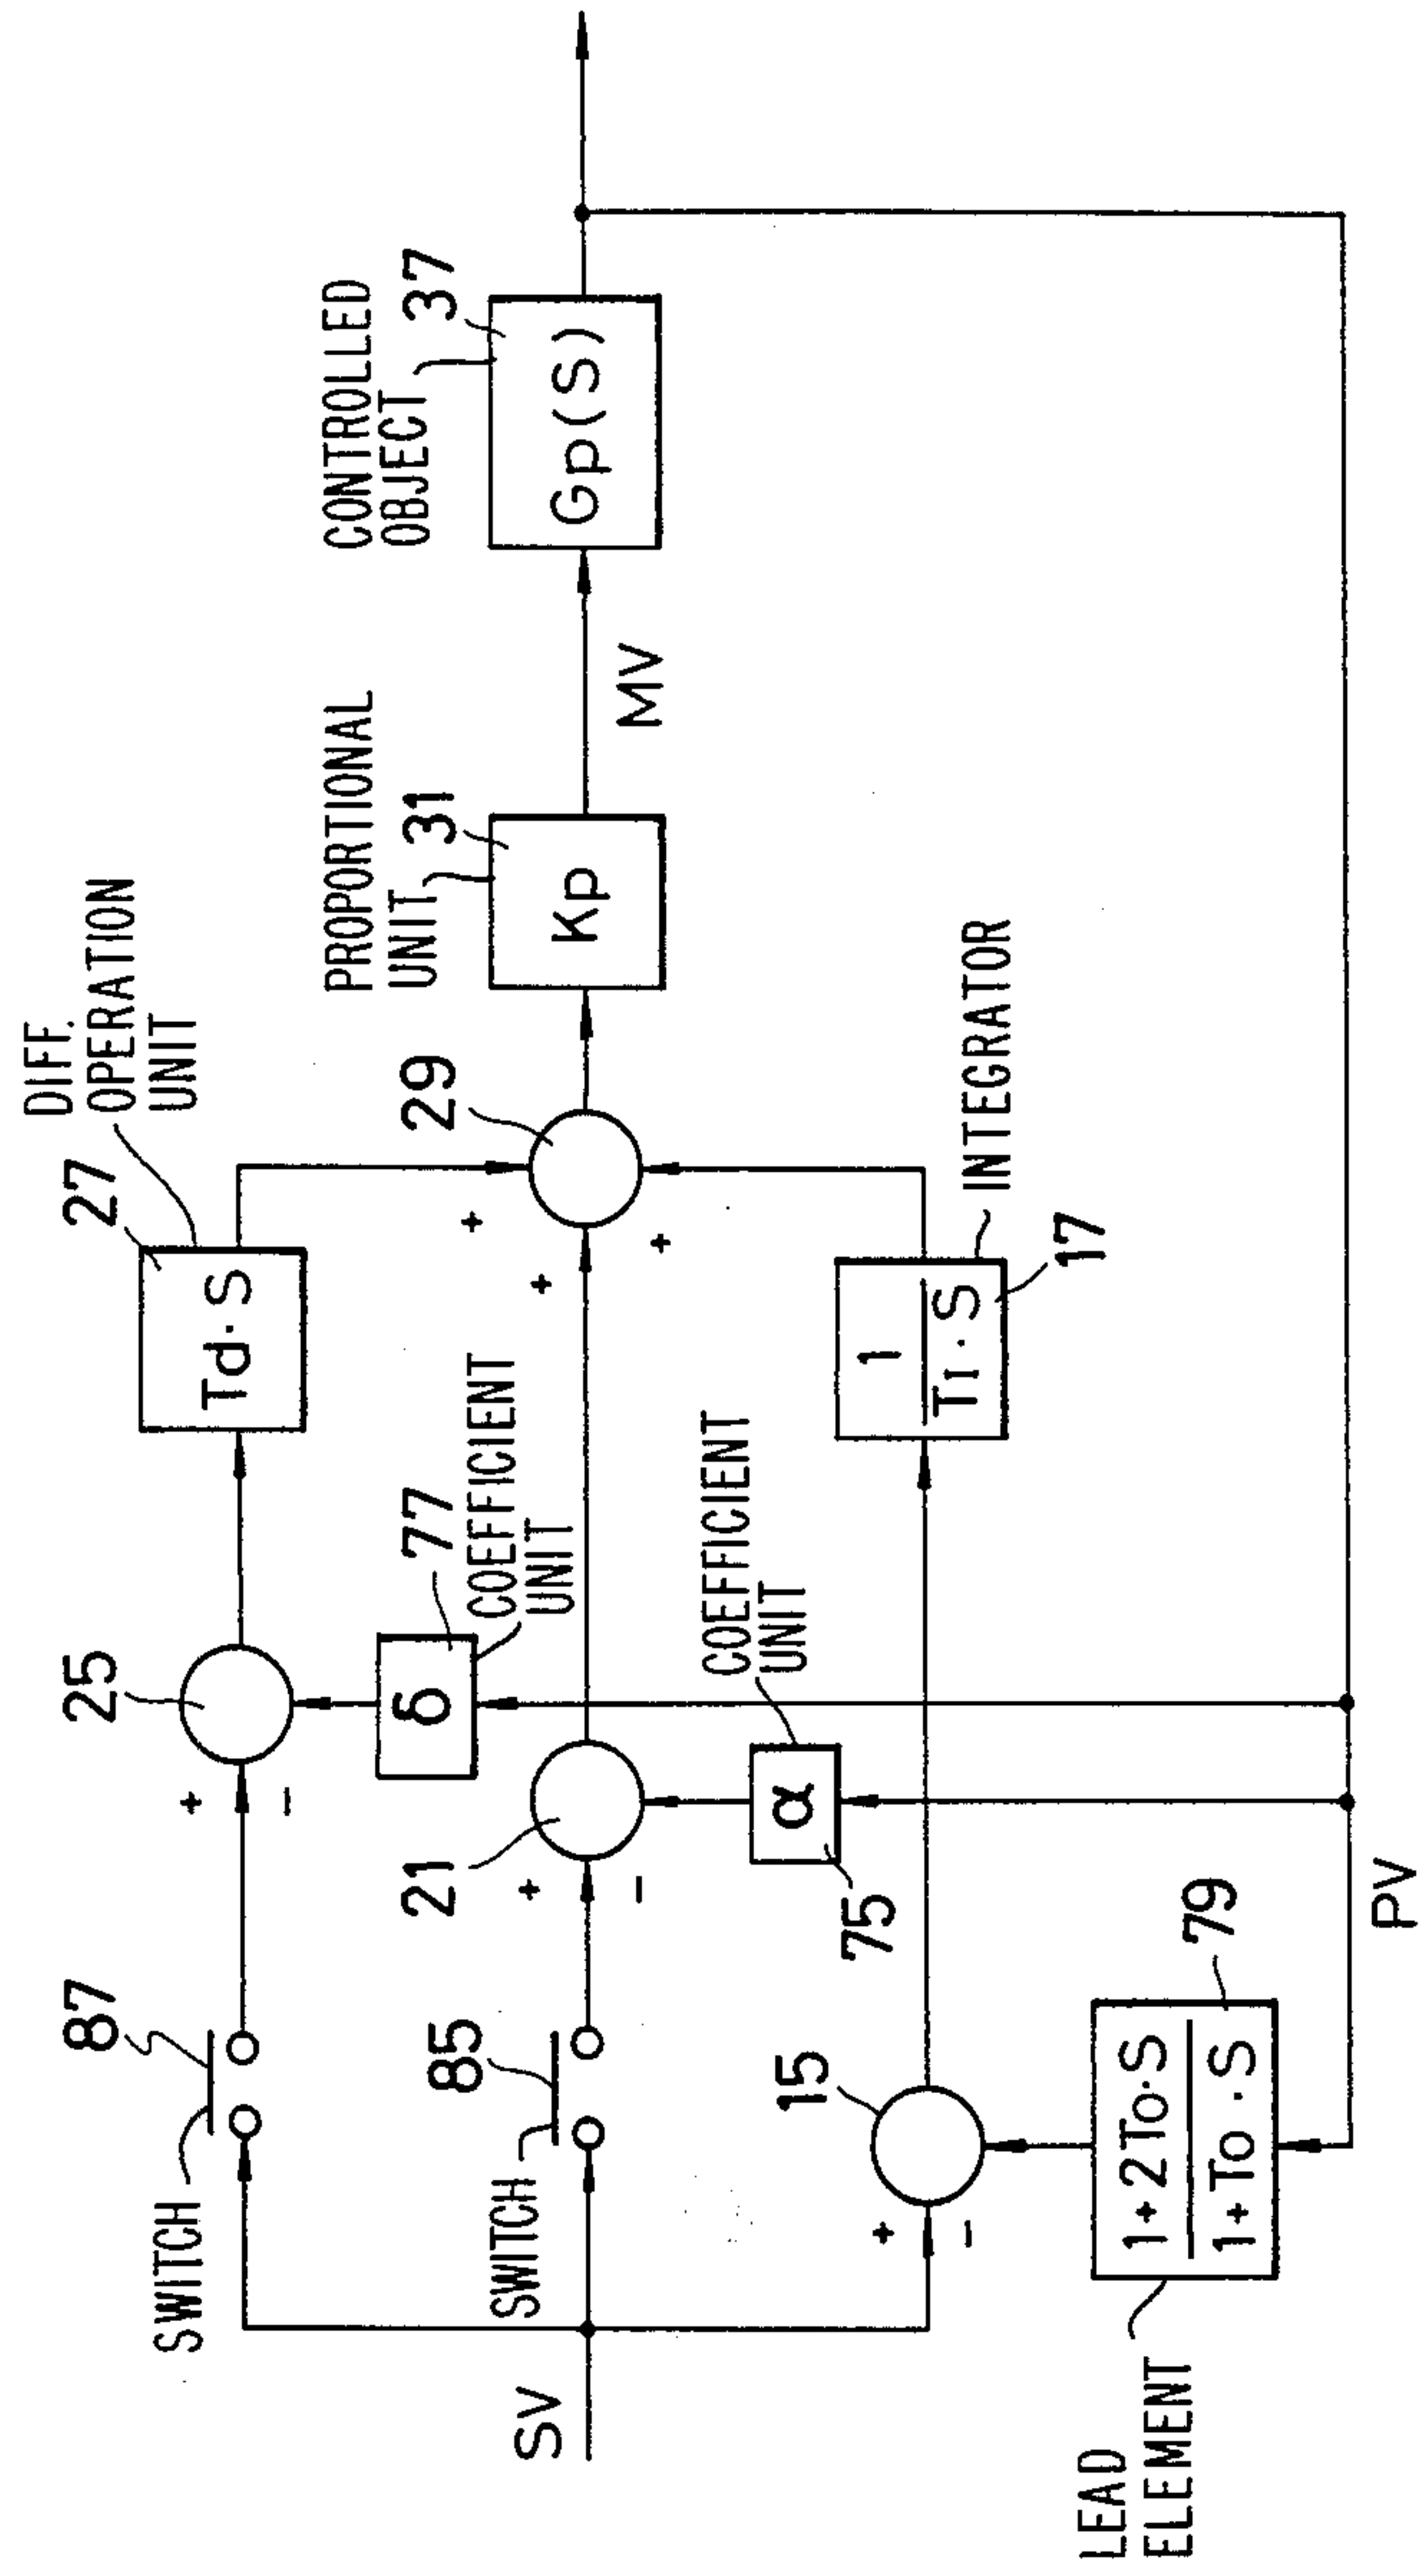 SWITCH
87
25
27
DIFF.
OPERATION
UNIT
Td·S
+
−
δ
77
COEFFICIENT
UNIT
SV
SWITCH
85
21
+
−
+
+
+
29
PROPORTIONAL
UNIT
31
Kp
MV
CONTROLLED
OBJECT
37
Gp(S)
α
75
COEFFICIENT
UNIT
15
+
−
1
TI·S
17
INTEGRATOR
LEAD
ELEMENT
1+2To·S
1+To·S
79
PV